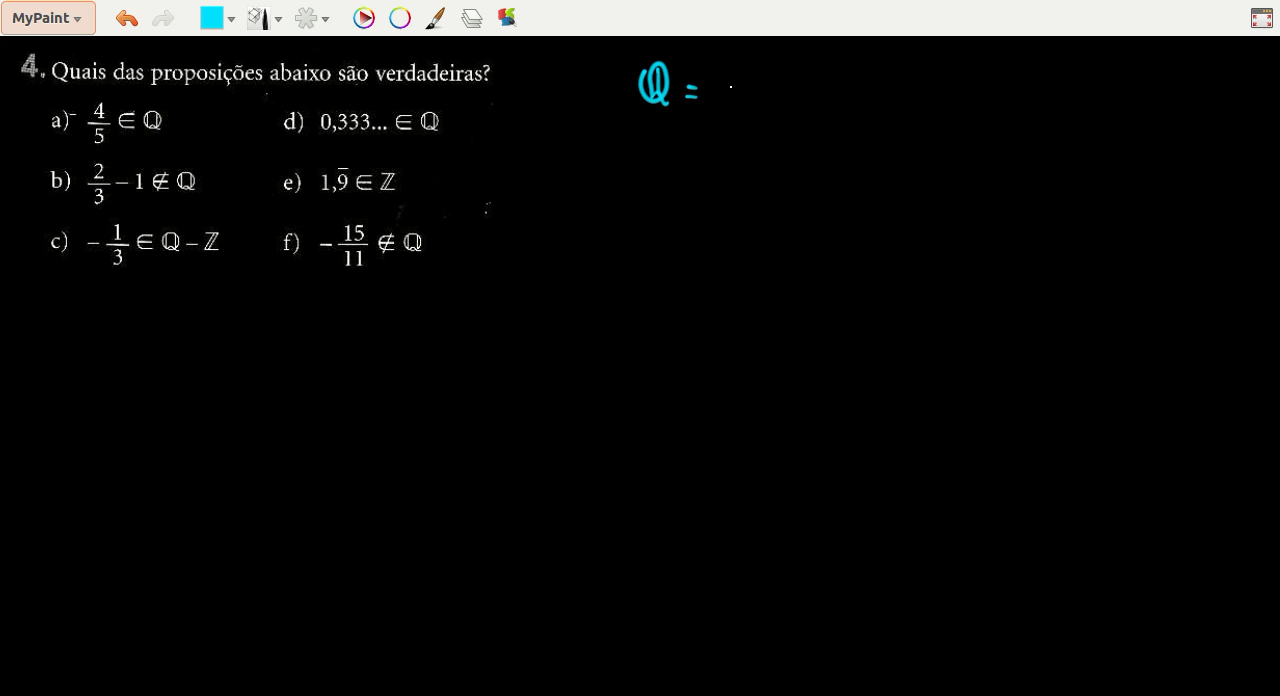 MyPaint
4. Quais das proposições abaixo são verdadeiras?
a) - 4/5 ∈ ℚ
d) 0,333... ∈ ℚ
b) 2/3 – 1 ∉ ℚ
e) 1,9̅ ∈ ℤ
c) – 1/3 ∈ ℚ – ℤ
f) – 15/11 ∉ ℚ
ℚ =